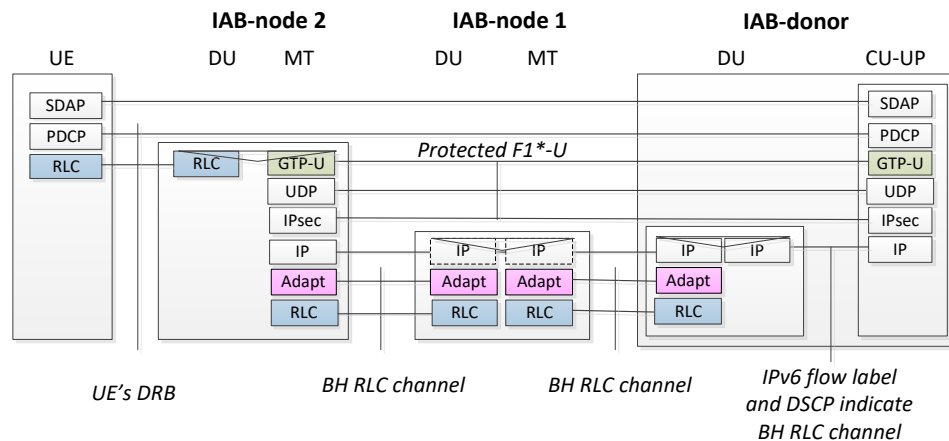 IAB-node 2 IAB-node 1 IAB-donor
UE DU MT DU MT DU CU-UP
SDAP SDAP
PDCP PDCP
RLC RLC GTP-U Protected F1*-U GTP-U
UDP UDP
IPsec IPsec
IP IP IP IP IP IP
Adapt Adapt Adapt Adapt
RLC RLC RLC RLC
UE's DRB BH RLC channel BH RLC channel IPv6 flow label
and DSCP indicate
BH RLC channel